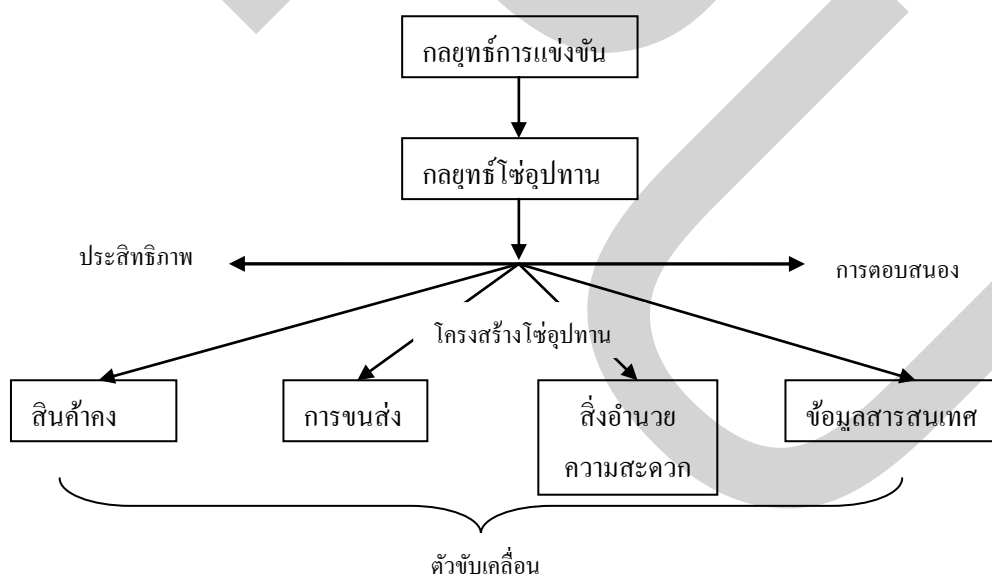 กลยุทธ์การแข่งขัน
กลยุทธ์โซ่อุปทาน
ประสิทธิภาพ
การตอบสนอง
โครงสร้างโซ่อุปทาน
สินค้าคง
การขนส่ง
สิ่งอำนวย
ความสะดวก
ข้อมูลสารสนเทศ
ตัวขับเคลื่อน